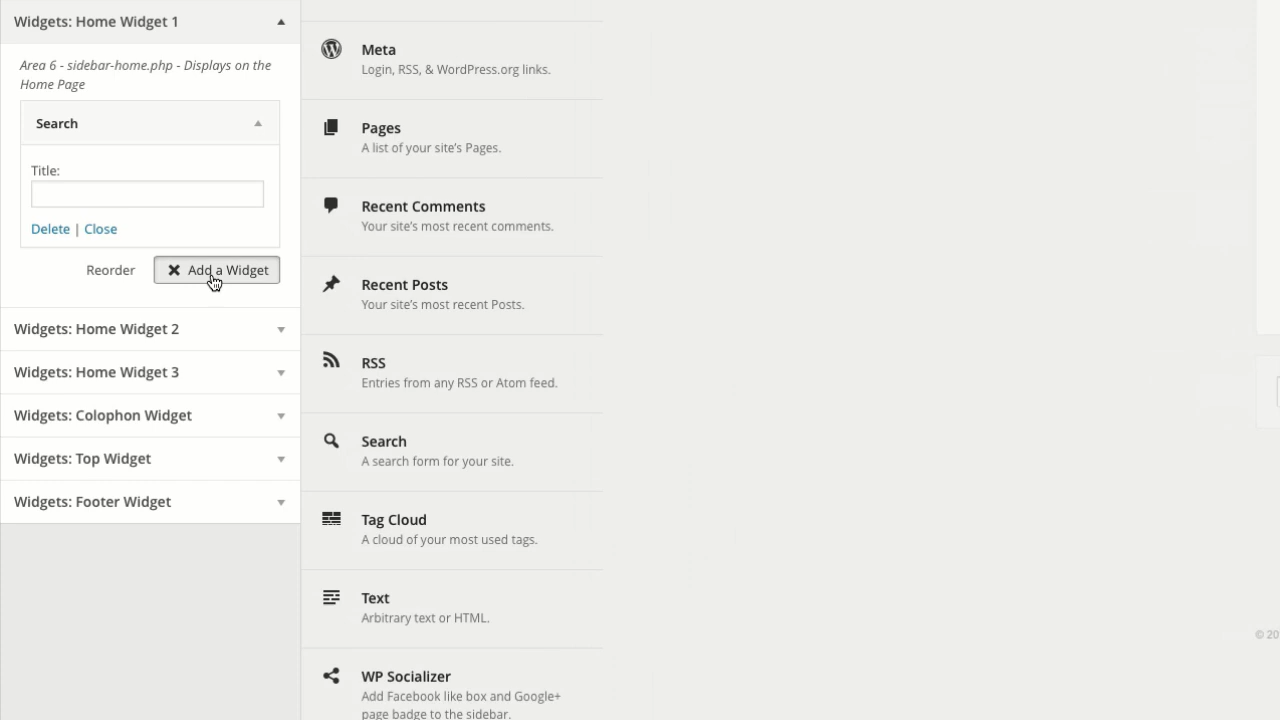 Widgets: Home Widget 1
Area 6 - sidebar-home.php - Displays on the
Home Page
Search
Title:
Delete | Close
Reorder
Add a Widget
Widgets: Home Widget 2
Widgets: Home Widget 3
Widgets: Colophon Widget
Widgets: Top Widget
Widgets: Footer Widget
Meta
Login, RSS, & WordPress.org links.
Pages
A list of your site's Pages.
Recent Comments
Your site's most recent comments.
Recent Posts
Your site's most recent Posts.
RSS
Entries from any RSS or Atom feed.
Search
A search form for your site.
Tag Cloud
A cloud of your most used tags.
Text
Arbitrary text or HTML.
WP Socializer
Add Facebook like box and Google+
page badge to the sidebar.
© 20